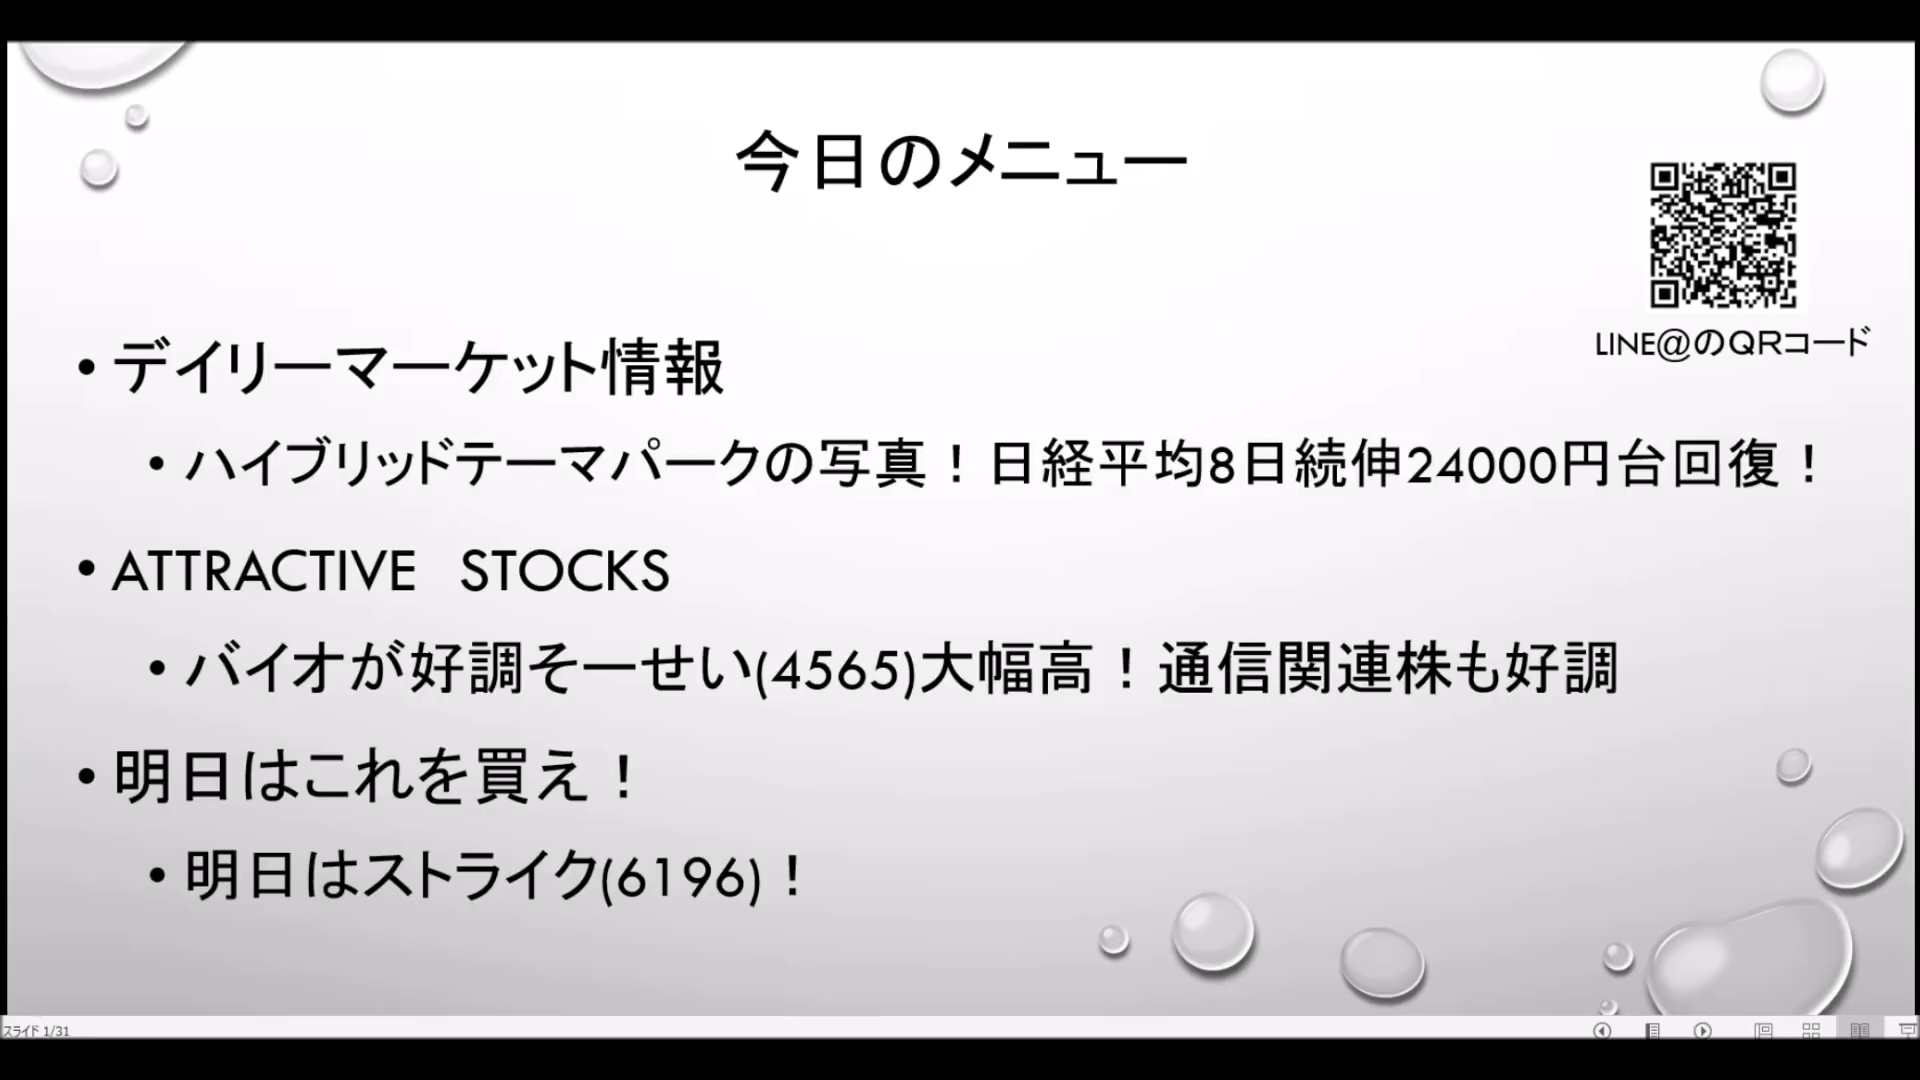 今日のメニュー
LINE@のQRコード
• デイリーマーケット情報
• ハイブリッドテーマパークの写真！日経平均8日続伸24000円台回復！
• ATTRACTIVE STOCKS
• バイオが好調そーせい(4565)大幅高！通信関連株も好調
• 明日はこれを買え！
• 明日はストライク(6196)！
スライド 1/31